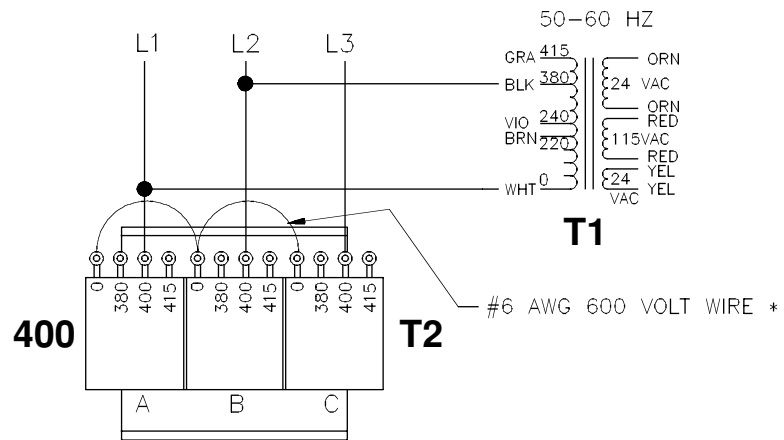 50-60 HZ
L1 L2 L3
GRA 415 ORN
BLK 380 24 VAC
ORN
VIO 240 RED
BRN 220 115VAC
RED
YEL
WHT 0 24 YEL
VAC
T1
0 380 400 415 0 380 400 415 0 380 400 415
#6 AWG 600 VOLT WIRE *
400 T2
A B C